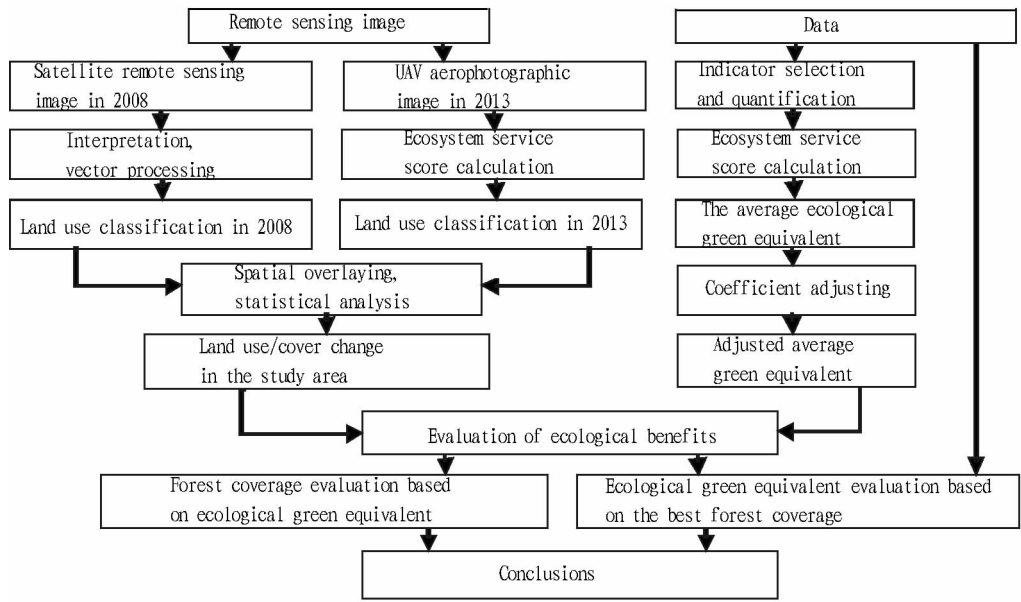 Remote sensing image
Data
Satellite remote sensing
image in 2008
UAV aerophotographic
image in 2013
Indicator selection
and quantification
Interpretation,
vector processing
Ecosystem service
score calculation
Ecosystem service
score calculation
Land use classification in 2008
Land use classification in 2013
The average ecological
green equivalent
Spatial overlaying,
statistical analysis
Coefficient adjusting
Land use/cover change
in the study area
Adjusted average
green equivalent
Evaluation of ecological benefits
Forest coverage evaluation based
on ecological green equivalent
Ecological green equivalent evaluation based
on the best forest coverage
Conclusions